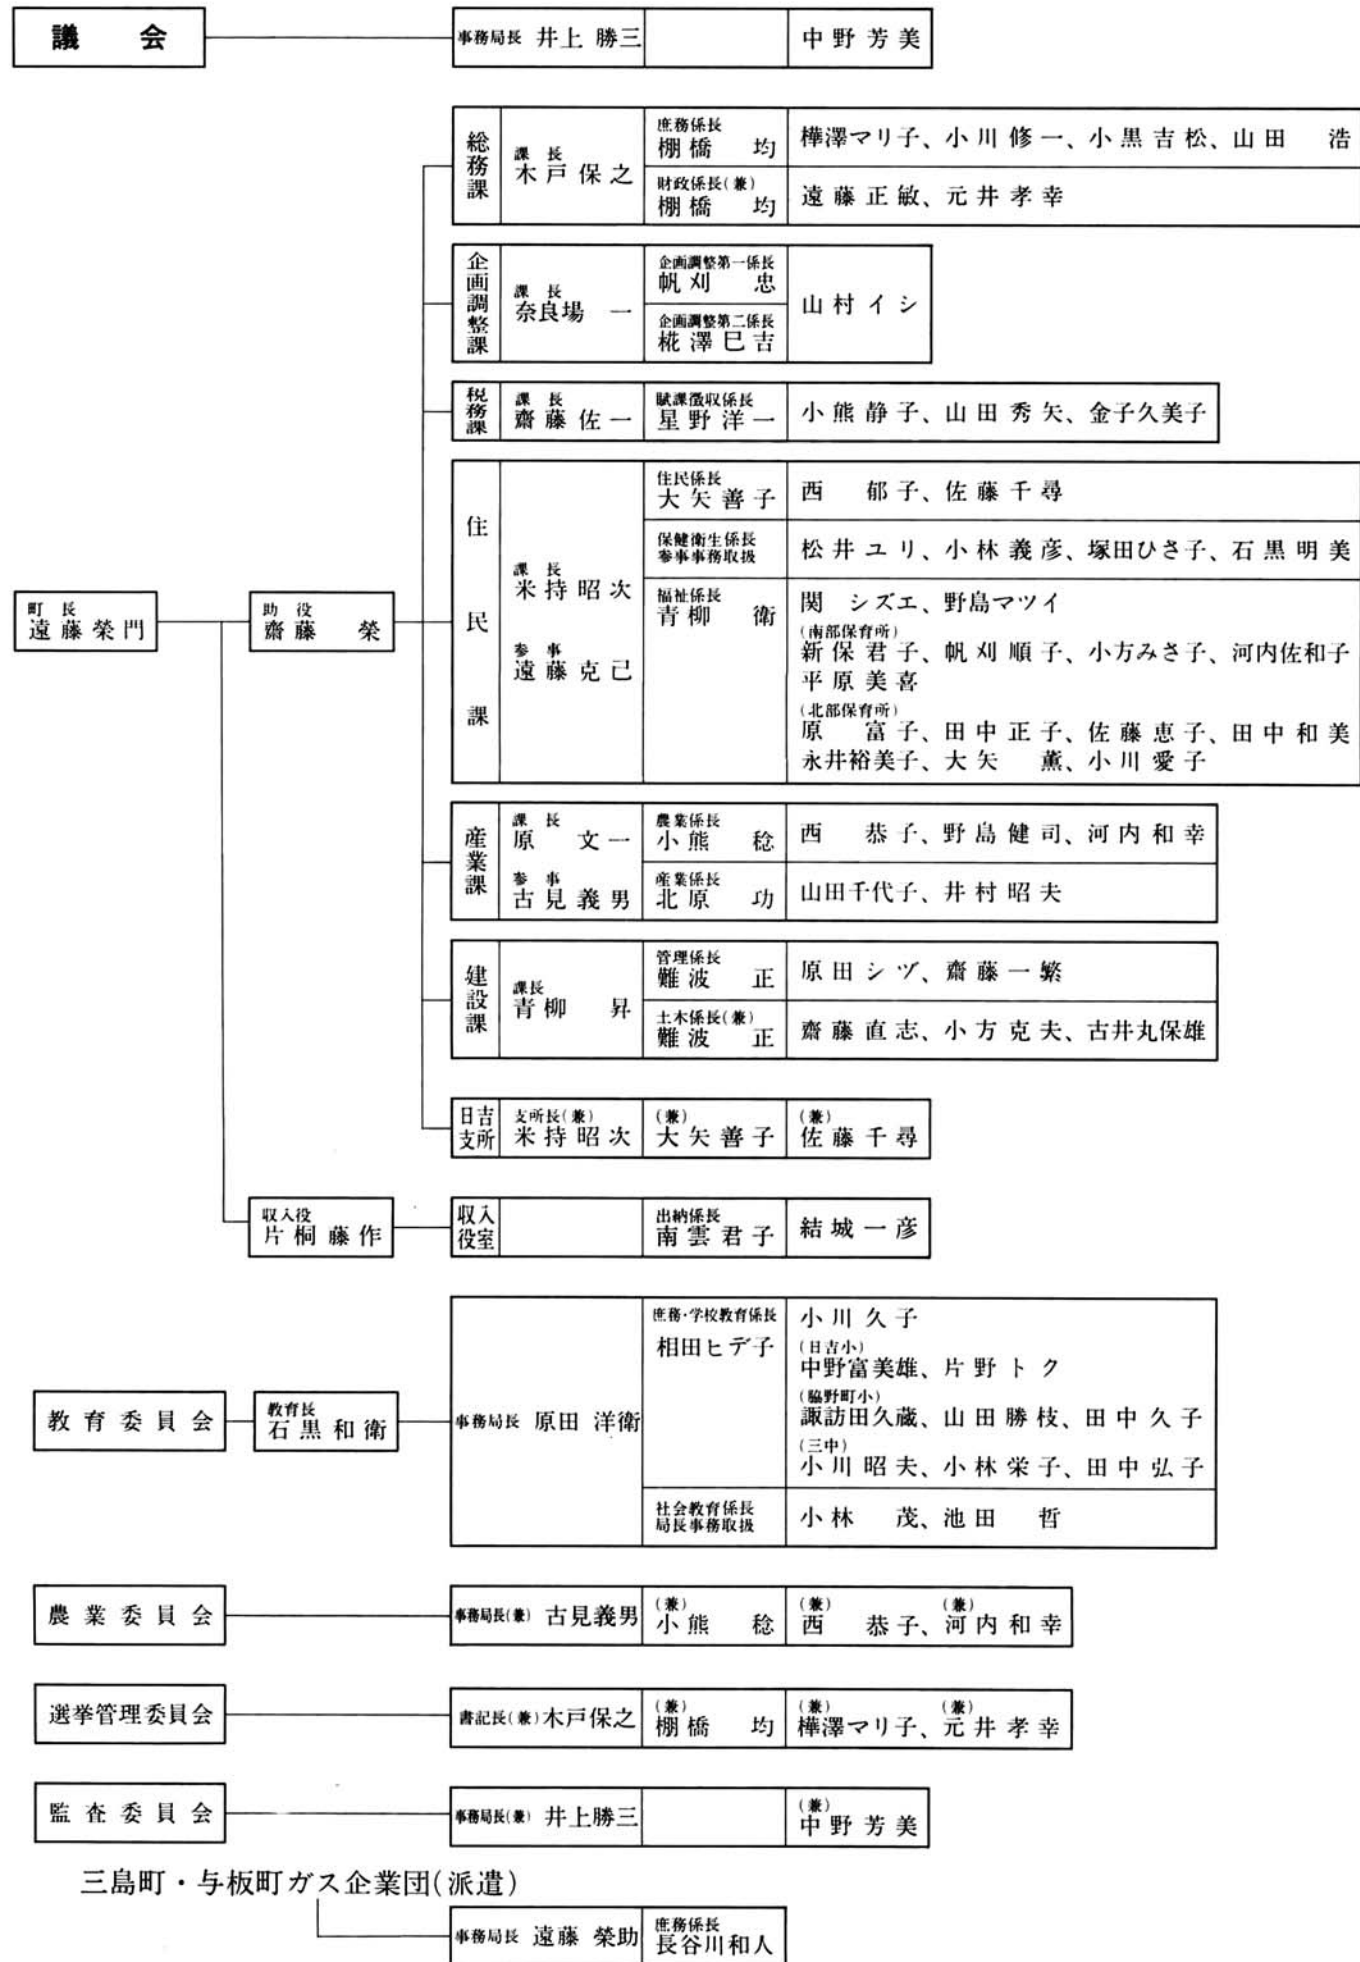 議　会
事務局長 井上 勝三
中野芳美
総務課
課長
木戸保之
庶務係長
棚橋　均
樺澤マリ子、小川修一、小黒吉松、山田　浩
財政係長(兼)
棚橋　均
遠藤正敏、元井孝幸
企画調整課
課長
奈良場　一
企画調整第一係長
帆刈　忠
企画調整第二係長
椛澤巳吉
山村イシ
税務課
課長
齋藤佐一
賦課徴収係長
星野洋一
小熊静子、山田秀矢、金子久美子
町長
遠藤榮門
助役
齋藤　榮
住民課
課長
米持昭次
参事
遠藤克己
住民係長
大矢善子
西　郁子、佐藤千尋
保健衛生係長
参事事務取扱
松井ユリ、小林義彦、塚田ひさ子、石黒明美
福祉係長
青柳　衛
関　シズエ、野島マツイ
(南部保育所)
新保君子、帆刈順子、小方みさ子、河内佐和子
平原美喜
(北部保育所)
原　富子、田中正子、佐藤恵子、田中和美
永井裕美子、大矢　薫、小川愛子
産業課
課長
原　文一
参事
古見義男
農業係長
小熊　稔
西　恭子、野島健司、河内和幸
産業係長
北原　功
山田千代子、井村昭夫
建設課
課長
青柳　昇
管理係長
難波　正
原田シヅ、齋藤一繁
土木係長(兼)
難波　正
齋藤直志、小方克夫、古井丸保雄
日吉
支所
支所長(兼)
米持昭次
(兼)
大矢善子
(兼)
佐藤千尋
収入役
片桐藤作
収入
役室
出納係長
南雲君子
結城一彦
教育委員会
教育長
石黒和衛
事務局長 原田 洋衛
庶務・学校教育係長
相田ヒデ子
小川久子
(日吉小)
中野富美雄、片野トク
(脇野町小)
諏訪田久蔵、山田勝枝、田中久子
(三中)
小川昭夫、小林栄子、田中弘子
社会教育係長
局長事務取扱
小林　茂、池田　哲
農業委員会
事務局長(兼) 古見義男
(兼)
小熊　稔
(兼)　(兼)
西　恭子、河内和幸
選挙管理委員会
書記長(兼)木戸保之
(兼)
棚橋　均
(兼)　(兼)
樺澤マリ子、元井孝幸
監査委員会
事務局長(兼) 井上勝三
(兼)
中野芳美
三島町・与板町ガス企業団(派遣)
事務局長 遠藤 榮助
庶務係長
長谷川和人